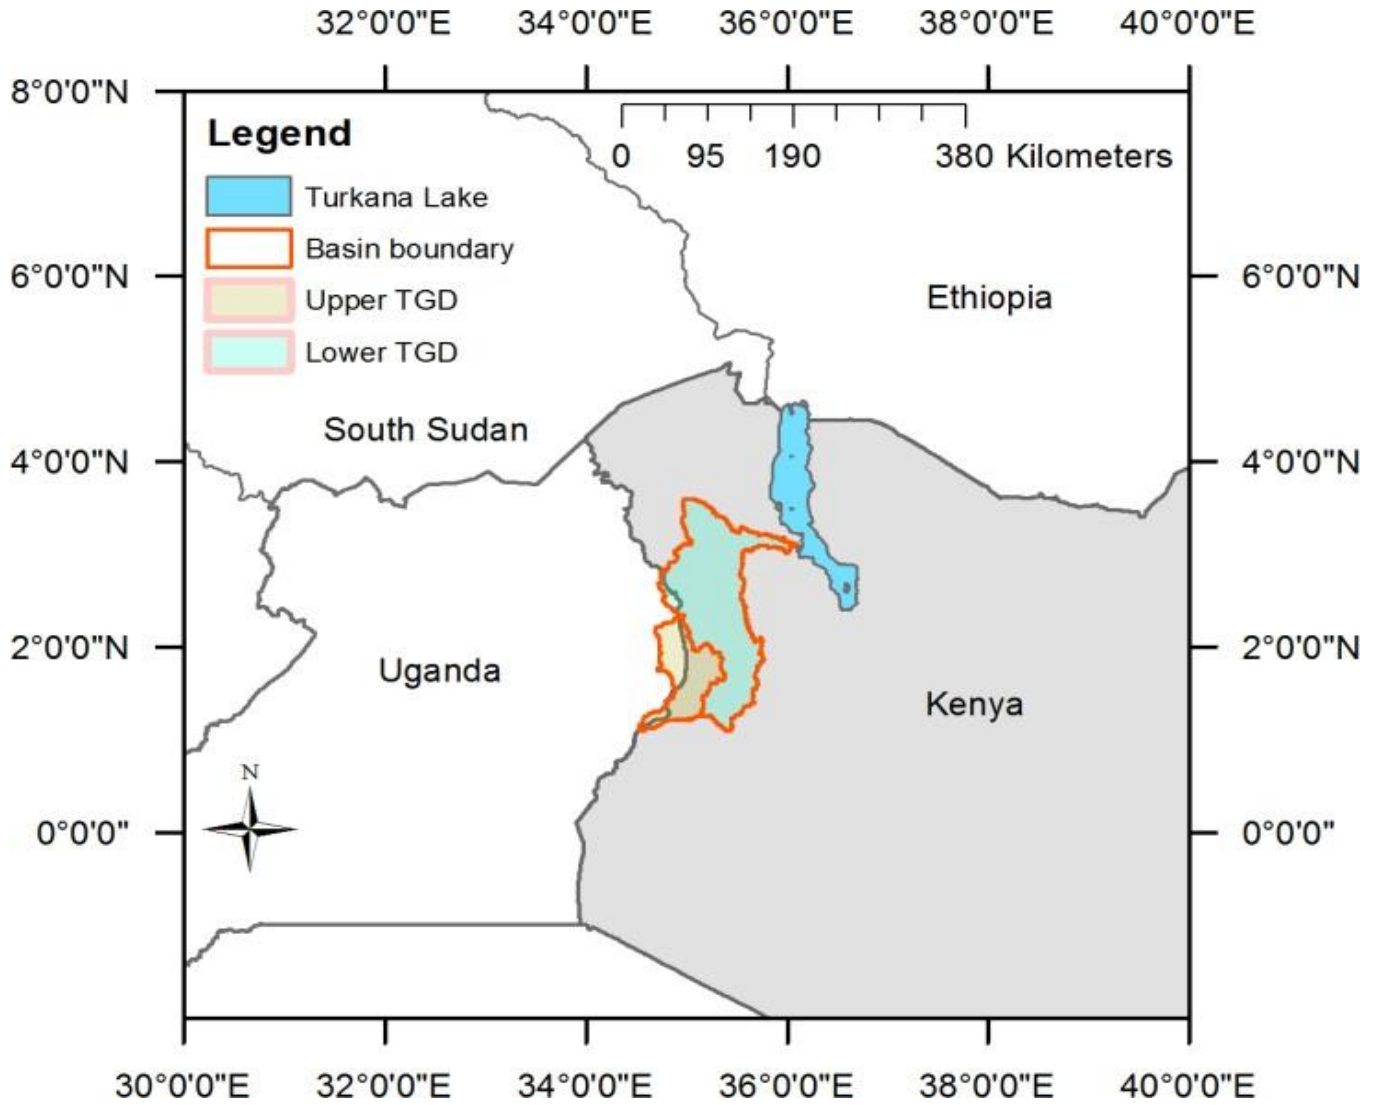 32°0'0"E 34°0'0"E 36°0'0"E 38°0'0"E 40°0'0"E
8°0'0"N
Legend
0 95 190 380 Kilometers
Turkana Lake
Basin boundary
6°0'0"N 6°0'0"N
Upper TGD
Ethiopia
Lower TGD
South Sudan
4°0'0"N 4°0'0"N
2°0'0"N 2°0'0"N
Uganda
Kenya
N
0°0'0" 0°0'0"
30°0'0"E 32°0'0"E 34°0'0"E 36°0'0"E 38°0'0"E 40°0'0"E